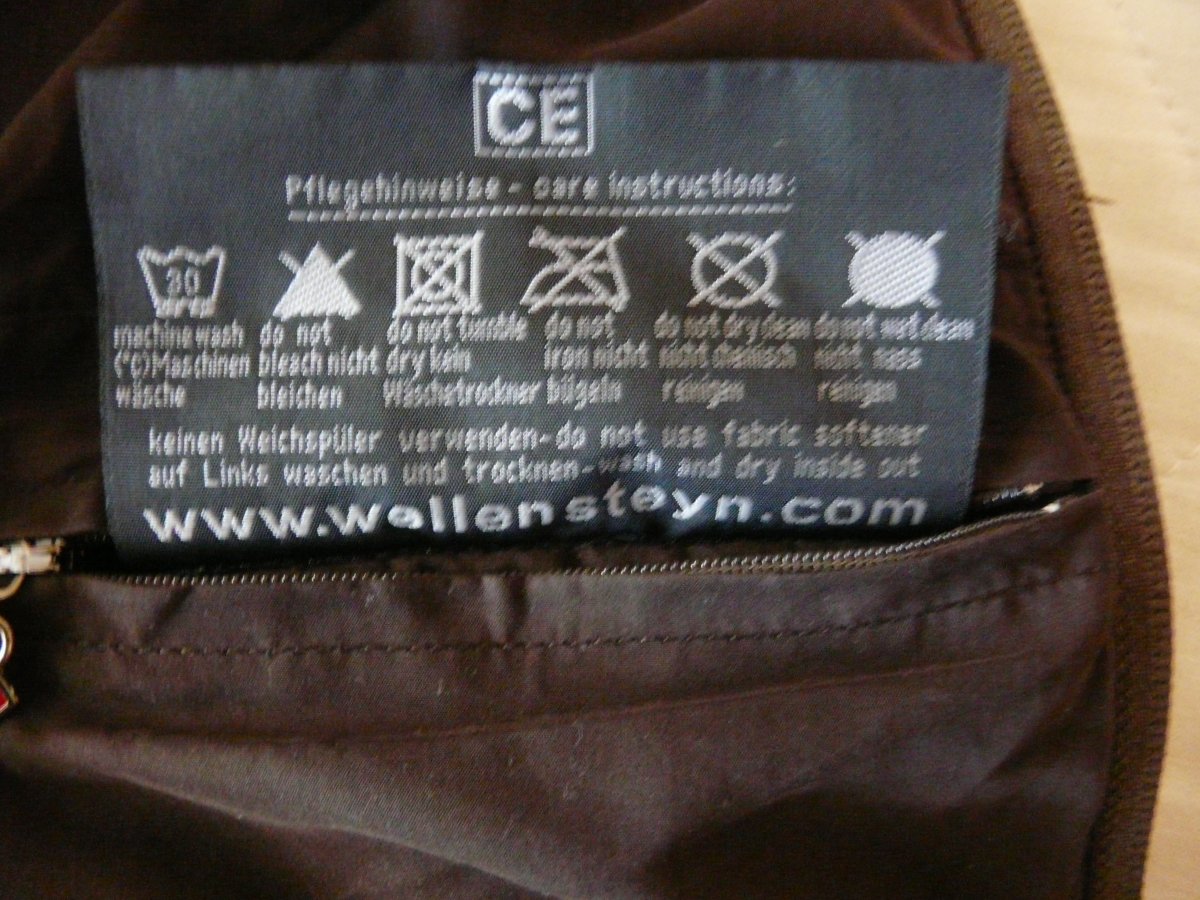 CE
Pflegehinweise - care instructions:
30
machine wash
(°C) Maschinen
wäsche
do not
bleach nicht
bleichen
do not tumble
dry kein
Wäschetrockner
do not
iron nicht
bügeln
do not dry clean
nicht chemisch
reinigen
do not wet clean
nicht nass
reinigen
keinen Weichspüler verwenden-do not use fabric softener
auf Links waschen und trocknen-wash and dry inside out
www.wellensteyn.com